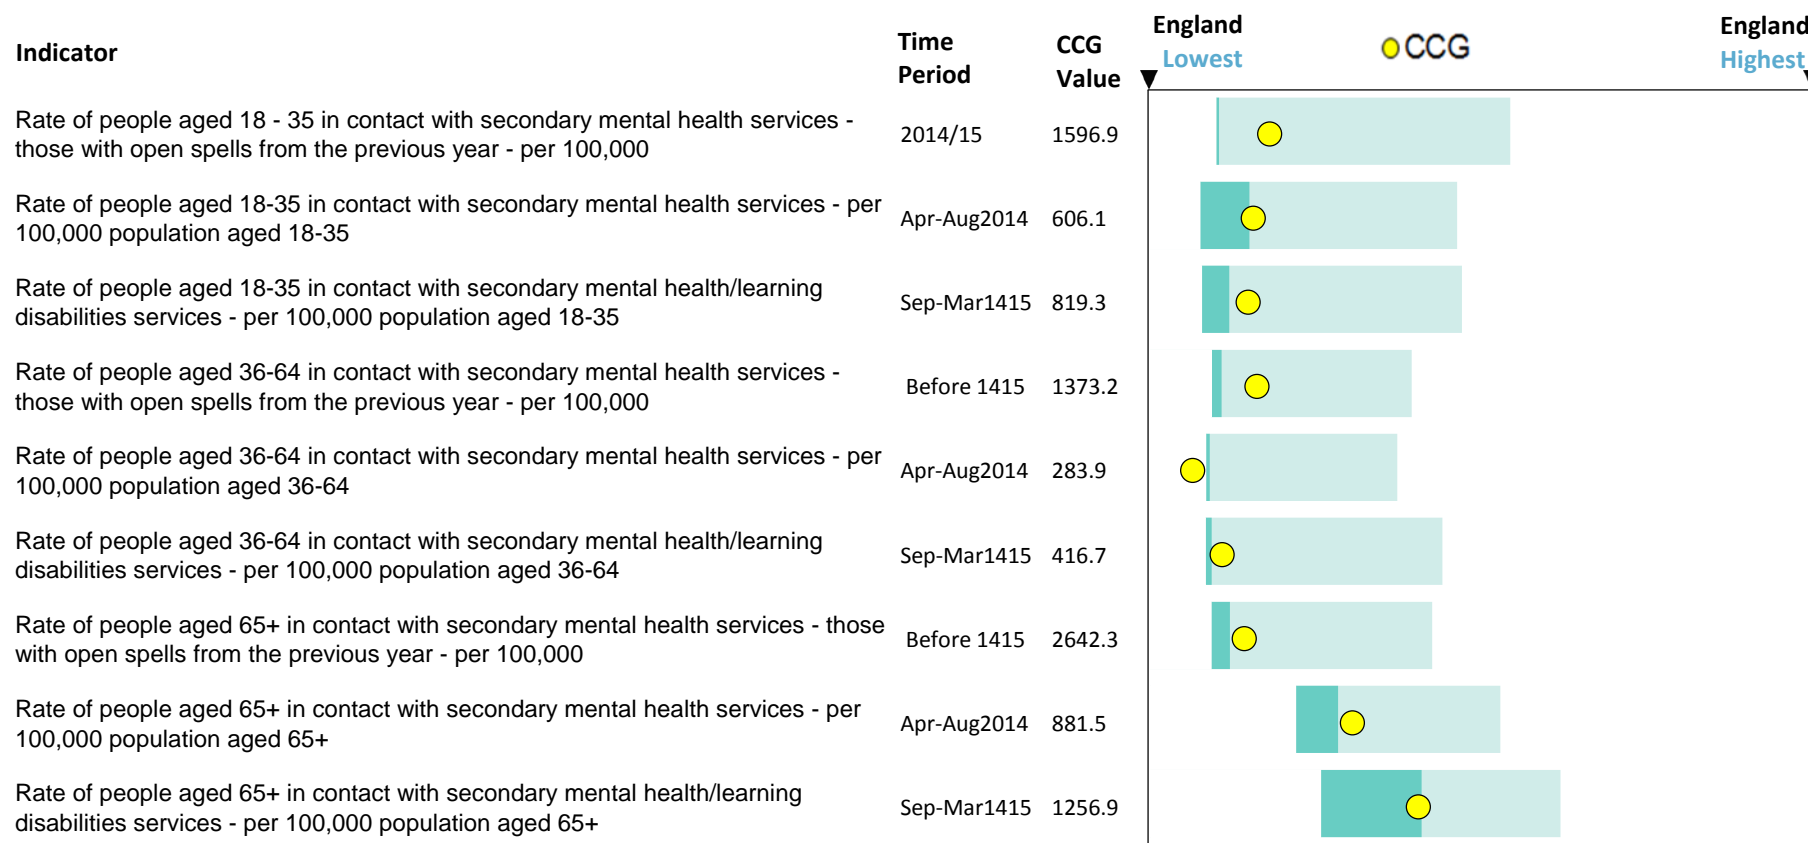 Indicator
Time Period
CCG Value
England Lowest
CCG
England Highest
Rate of people aged 18 - 35 in contact with secondary mental health services -
those with open spells from the previous year - per 100,000
2014/15
1596.9
Rate of people aged 18-35 in contact with secondary mental health services - per
100,000 population aged 18-35
Apr-Aug2014
606.1
Rate of people aged 18-35 in contact with secondary mental health/learning
disabilities services - per 100,000 population aged 18-35
Sep-Mar1415
819.3
Rate of people aged 36-64 in contact with secondary mental health services -
those with open spells from the previous year - per 100,000
Before 1415
1373.2
Rate of people aged 36-64 in contact with secondary mental health services - per
100,000 population aged 36-64
Apr-Aug2014
283.9
Rate of people aged 36-64 in contact with secondary mental health/learning
disabilities services - per 100,000 population aged 36-64
Sep-Mar1415
416.7
Rate of people aged 65+ in contact with secondary mental health services - those
with open spells from the previous year - per 100,000
Before 1415
2642.3
Rate of people aged 65+ in contact with secondary mental health services - per
100,000 population aged 65+
Apr-Aug2014
881.5
Rate of people aged 65+ in contact with secondary mental health/learning
disabilities services - per 100,000 population aged 65+
Sep-Mar1415
1256.9